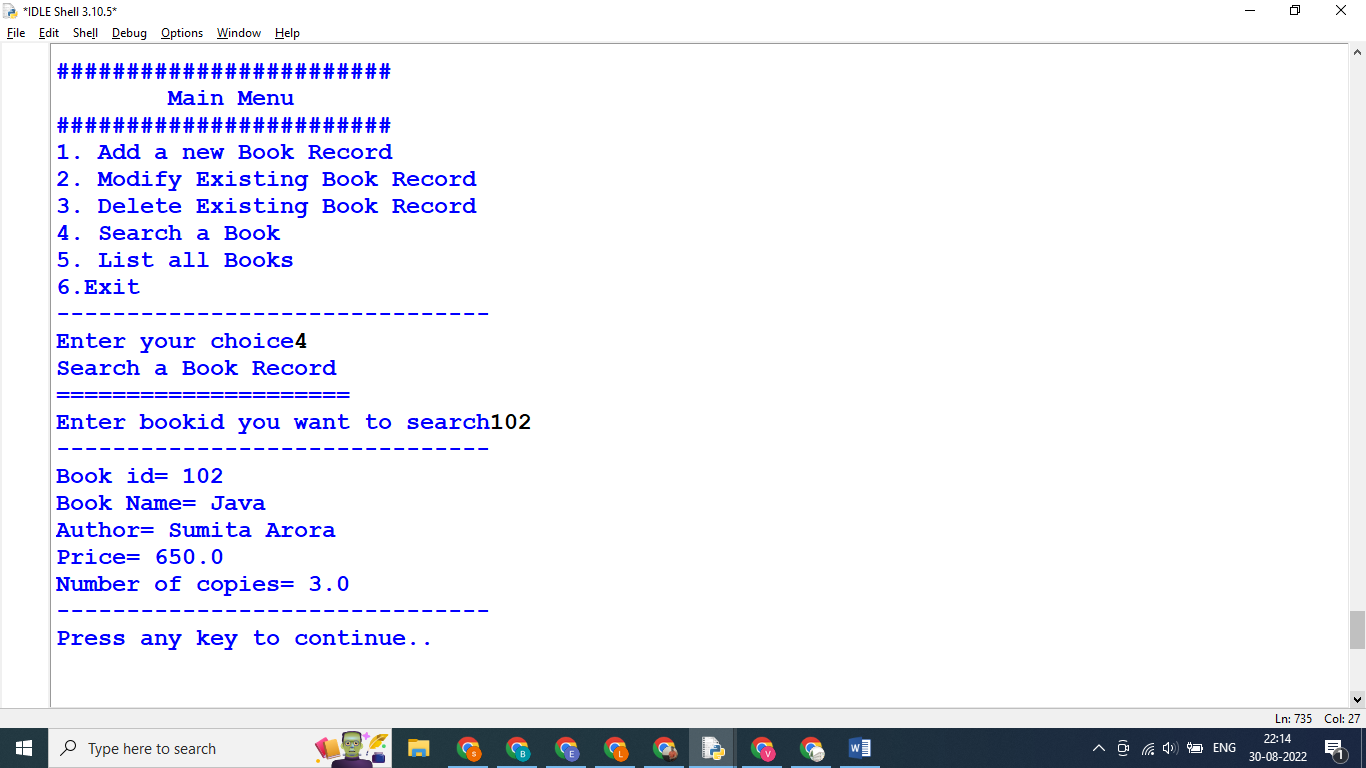 *IDLE Shell 3.10.5*
File Edit Shell Debug Options Window Help
########################
Main Menu
########################
1. Add a new Book Record
2. Modify Existing Book Record
3. Delete Existing Book Record
4. Search a Book
5. List all Books
6.Exit
-------------------------------
Enter your choice4
Search a Book Record
=====================
Enter bookid you want to search102
-------------------------------
Book id= 102
Book Name= Java
Author= Sumita Arora
Price= 650.0
Number of copies= 3.0
-------------------------------
Press any key to continue..
Ln: 735 Col: 27
Type here to search
S B E L V W ENG
22:14
30-08-2022
1